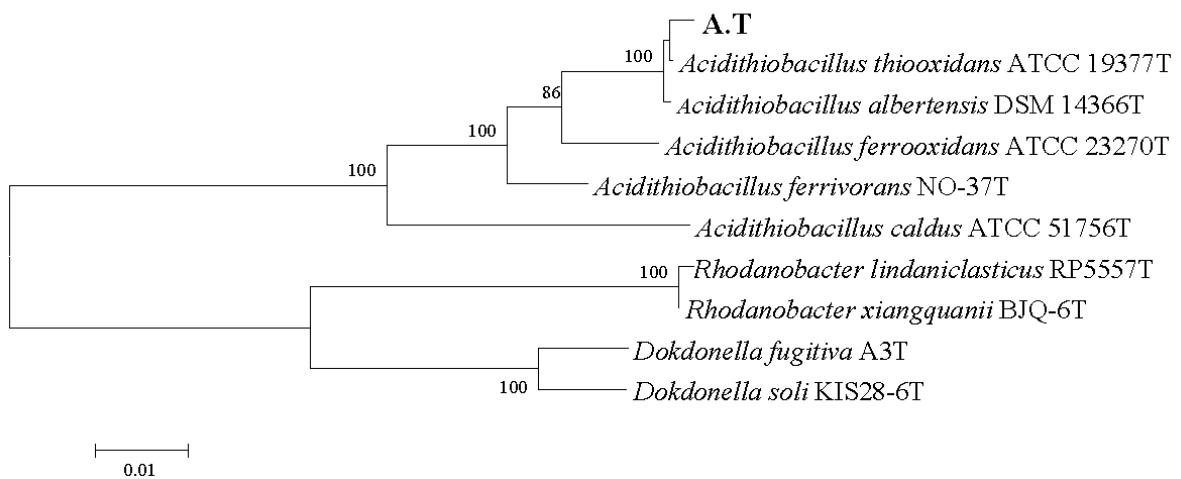 A.T
100
Acidithiobacillus thiooxidans ATCC 19377T
86
Acidithiobacillus albertensis DSM 14366T
100
Acidithiobacillus ferrooxidans ATCC 23270T
100
Acidithiobacillus ferrivorans NO-37T
Acidithiobacillus caldus ATCC 51756T
100
Rhodanobacter lindaniclasticus RP5557T
Rhodanobacter xiangquanii BJQ-6T
Dokdonella fugitiva A3T
100
Dokdonella soli KIS28-6T
0.01